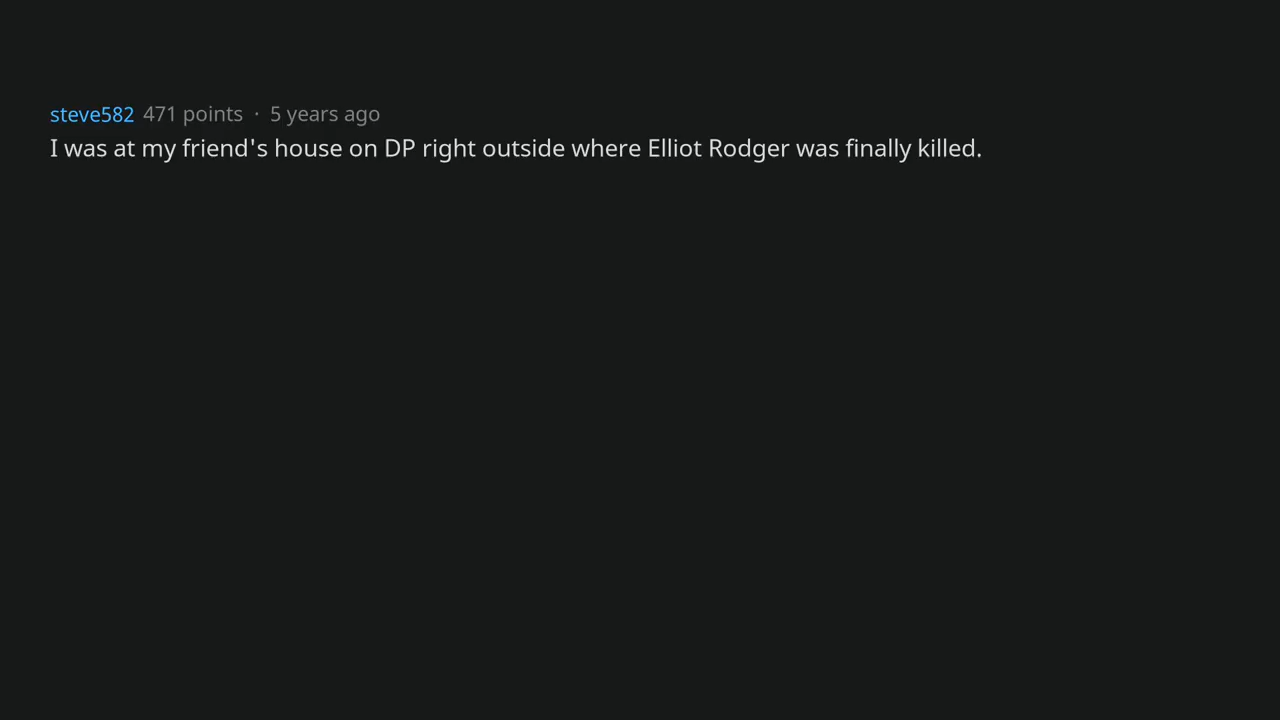 steve582 471 points · 5 years ago
I was at my friend's house on DP right outside where Elliot Rodger was finally killed.